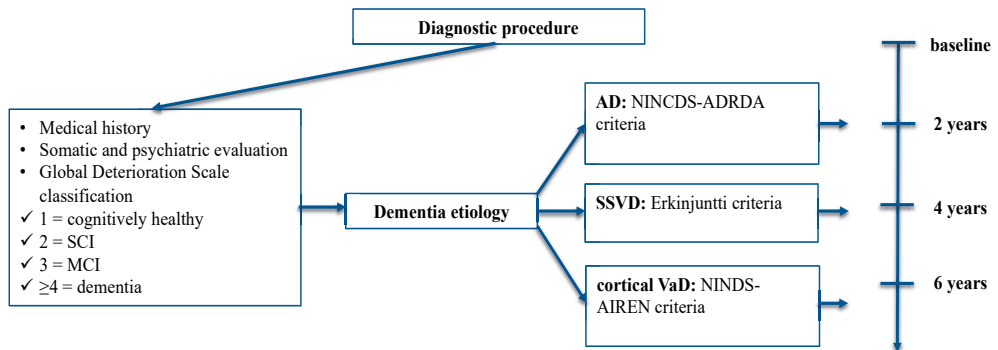 Diagnostic procedure
• Medical history
• Somatic and psychiatric evaluation
• Global Deterioration Scale
classification
✓ 1 = cognitively healthy
✓ 2 = SCI
✓ 3 = MCI
✓ ≥4 = dementia
Dementia etiology
AD: NINCDS-ADRDA
criteria
SSVD: Erkinjuntti criteria
cortical VaD: NINDS-
AIREN criteria
baseline
2 years
4 years
6 years